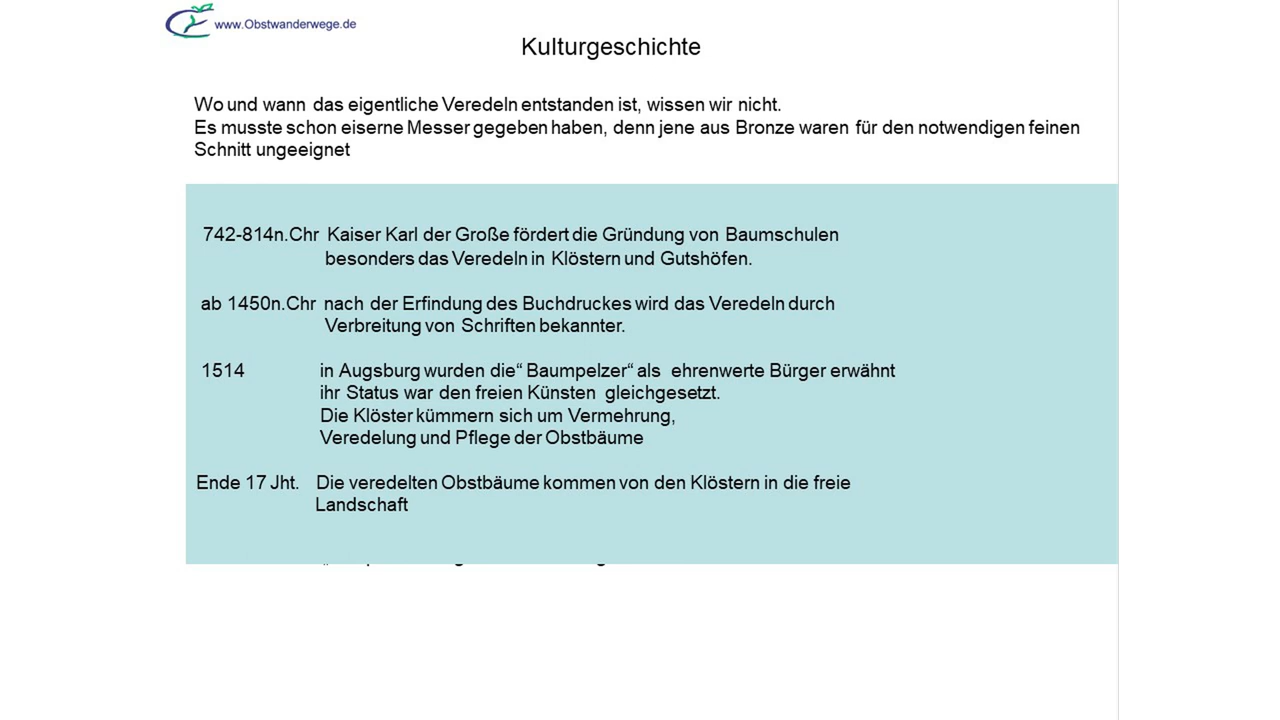 www.Obstwanderwege.de
Kulturgeschichte
Wo und wann das eigentliche Veredeln entstanden ist, wissen wir nicht.
Es musste schon eiserne Messer gegeben haben, denn jene aus Bronze waren für den notwendigen feinen
Schnitt ungeeignet
742-814n.Chr Kaiser Karl der Große fördert die Gründung von Baumschulen
besonders das Veredeln in Klöstern und Gutshöfen.
ab 1450n.Chr nach der Erfindung des Buchdruckes wird das Veredeln durch
Verbreitung von Schriften bekannter.
1514 in Augsburg wurden die“ Baumpelzer“ als ehrenwerte Bürger erwähnt
ihr Status war den freien Künsten gleichgesetzt.
Die Klöster kümmern sich um Vermehrung,
Veredelung und Pflege der Obstbäume
Ende 17 Jht. Die veredelten Obstbäume kommen von den Klöstern in die freie
Landschaft